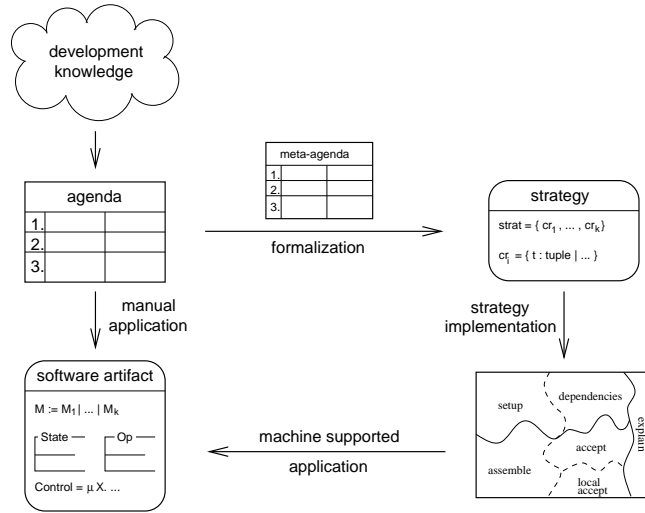 development
knowledge
meta-agenda
1.
2.
3.
agenda
1.
2.
3.
formalization
strategy
strat = { cr1 , ... , crk}
cri = { t : tuple | ... }
manual
application
strategy
implementation
software artifact
M := M1 | ... | Mk
State
Op
Control = μ X. ...
machine supported
application
setup
dependencies
explain
assemble
accept
local
accept